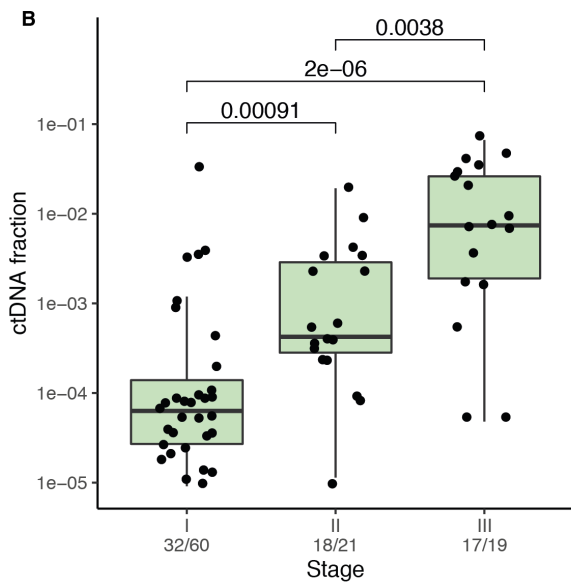 B
0.0038
2e−06
0.00091
1e−01
1e−02
1e−03
1e−04
1e−05
ctDNA fraction
I II III
32/60 18/21 17/19
Stage